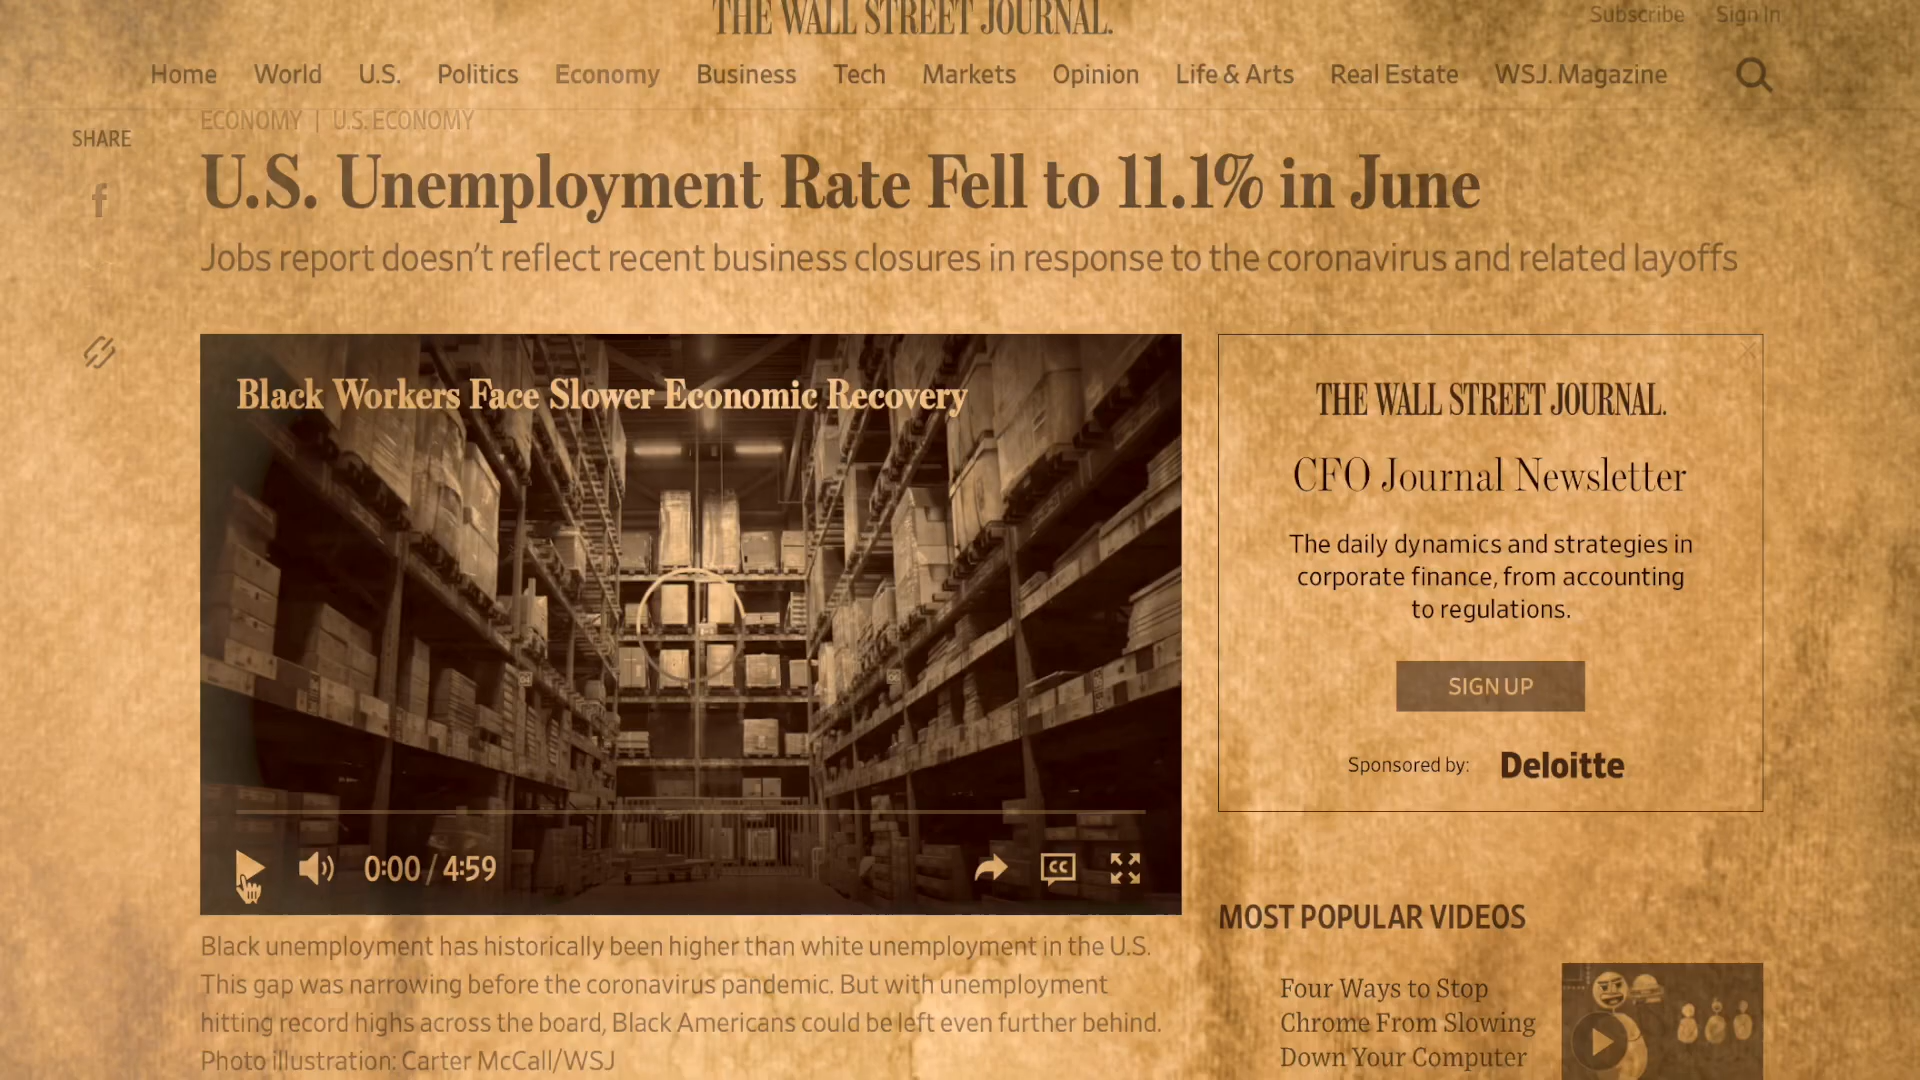 THE WALL STREET JOURNAL.
Subscribe Sign In
Home World U.S. Politics Economy Business Tech Markets Opinion Life & Arts Real Estate WSJ. Magazine
SHARE
ECONOMY | U.S. ECONOMY
U.S. Unemployment Rate Fell to 11.1% in June
Jobs report doesn't reflect recent business closures in response to the coronavirus and related layoffs
Black Workers Face Slower Economic Recovery
0:00 / 4:59
CC
Black unemployment has historically been higher than white unemployment in the U.S.
This gap was narrowing before the coronavirus pandemic. But with unemployment
hitting record highs across the board, Black Americans could be left even further behind.
Photo illustration: Carter McCall/WSJ
THE WALL STREET JOURNAL.
CFO Journal Newsletter
The daily dynamics and strategies in
corporate finance, from accounting
to regulations.
SIGN UP
Sponsored by: Deloitte
MOST POPULAR VIDEOS
Four Ways to Stop
Chrome From Slowing
Down Your Computer